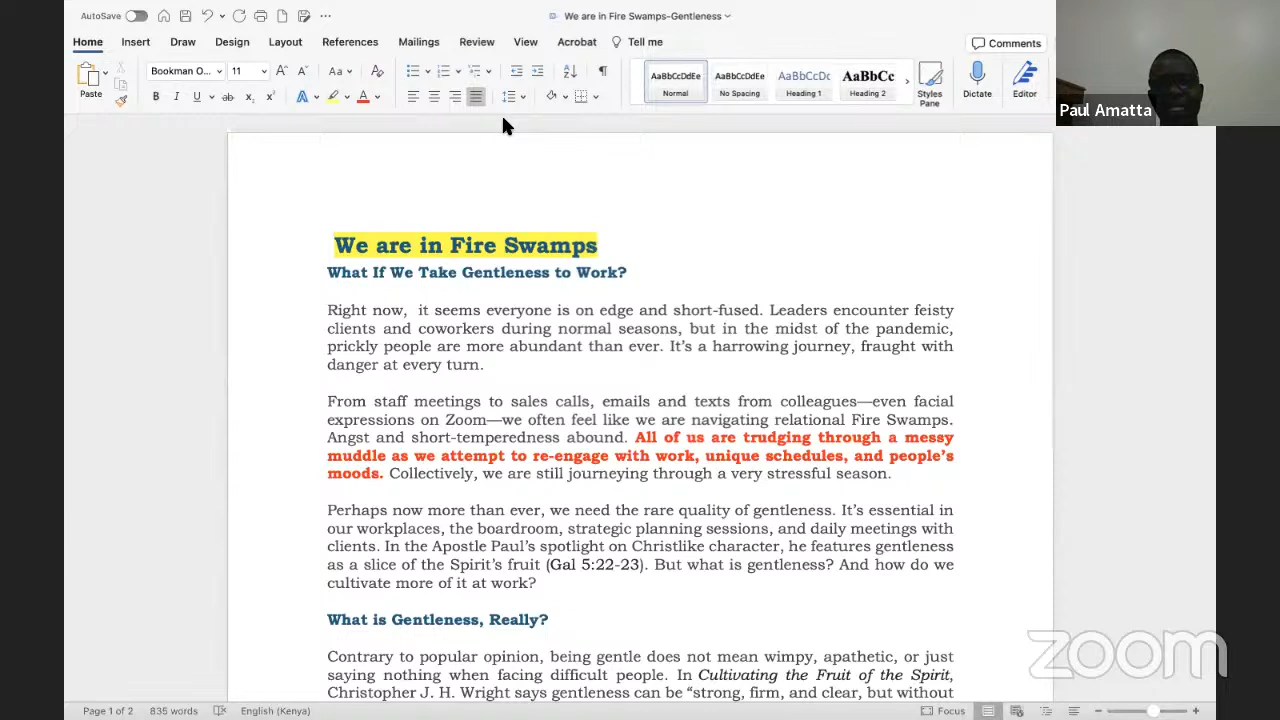 AutoSave
We are in Fire Swamps-Gentleness
Home Insert Draw Design Layout References Mailings Review View Acrobat Tell me
Comments
Paste
Bookman O... 11
AaBbCcDdEe AaBbCcDdEe AaBbCcDc AaBbCc
Normal No Spacing Heading 1 Heading 2
Styles Pane
Dictate
Editor
Paul Amatta
We are in Fire Swamps
What If We Take Gentleness to Work?
Right now, it seems everyone is on edge and short-fused. Leaders encounter feisty
clients and coworkers during normal seasons, but in the midst of the pandemic,
prickly people are more abundant than ever. It’s a harrowing journey, fraught with
danger at every turn.
From staff meetings to sales calls, emails and texts from colleagues—even facial
expressions on Zoom—we often feel like we are navigating relational Fire Swamps.
Angst and short-temperedness abound. All of us are trudging through a messy
muddle as we attempt to re-engage with work, unique schedules, and people’s
moods. Collectively, we are still journeying through a very stressful season.
Perhaps now more than ever, we need the rare quality of gentleness. It’s essential in
our workplaces, the boardroom, strategic planning sessions, and daily meetings with
clients. In the Apostle Paul’s spotlight on Christlike character, he features gentleness
as a slice of the Spirit’s fruit (Gal 5:22-23). But what is gentleness? And how do we
cultivate more of it at work?
What is Gentleness, Really?
Contrary to popular opinion, being gentle does not mean wimpy, apathetic, or just
saying nothing when facing difficult people. In Cultivating the Fruit of the Spirit,
Christopher J. H. Wright says gentleness can be “strong, firm, and clear, but without
zoom
Page 1 of 2 835 words English (Kenya) Focus